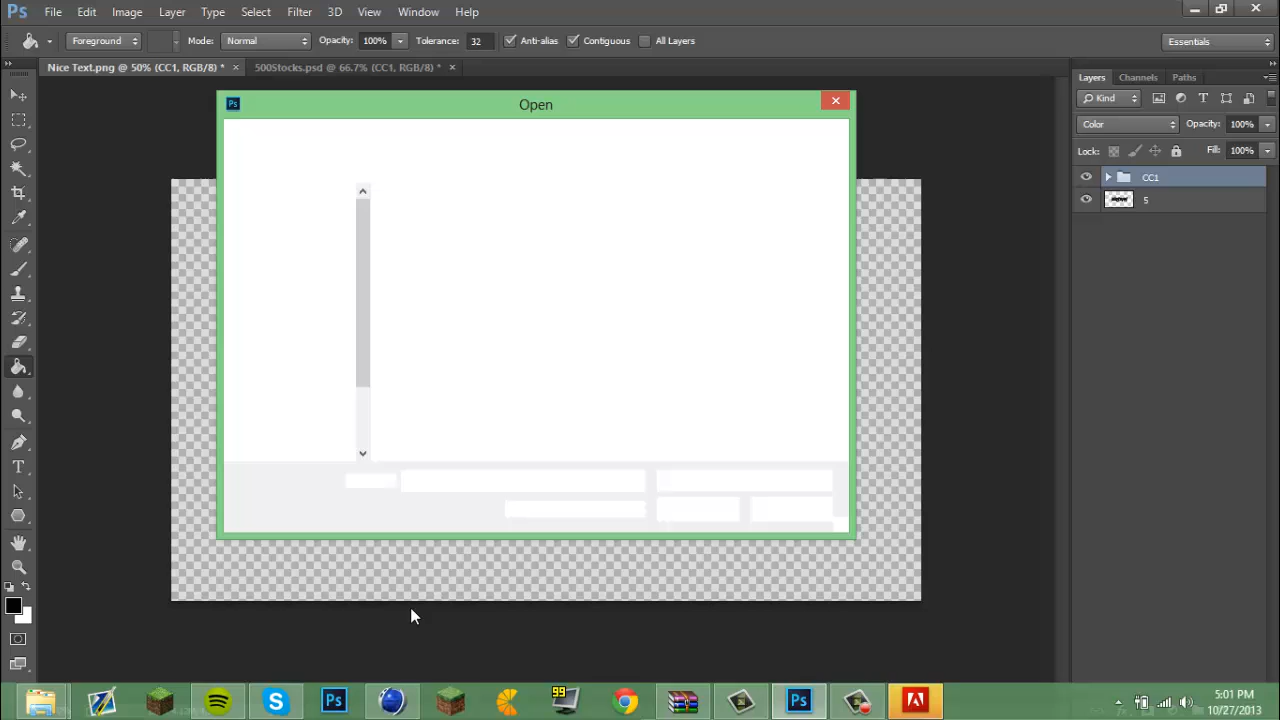 Ps File Edit Image Layer Type Select Filter 3D View Window Help
Foreground Mode: Normal Opacity: 100% Tolerance: 32 Anti-alias Contiguous All Layers Essentials
Nice Text.png @ 50% (CC1, RGB/8) * × 500Stocks.psd @ 66.7% (CC1, RGB/8) * ×
Layers Channels Paths
Ps Open
Kind
Color Opacity: 100%
Lock: Fill: 100%
CC1
5
T
99
Ps Ps
5:01 PM
10/27/2013